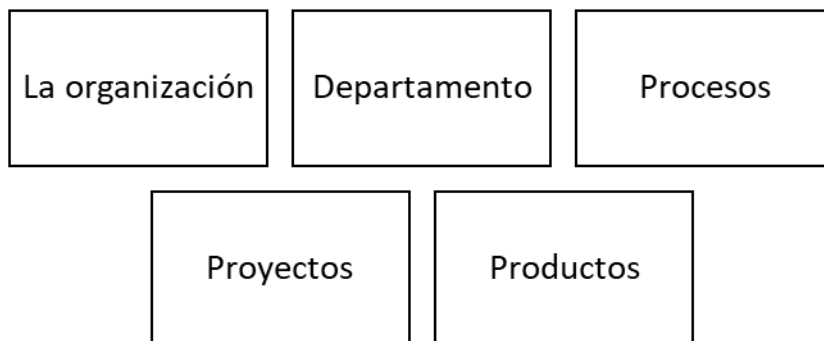 La organización
Departamento
Procesos
Proyectos
Productos